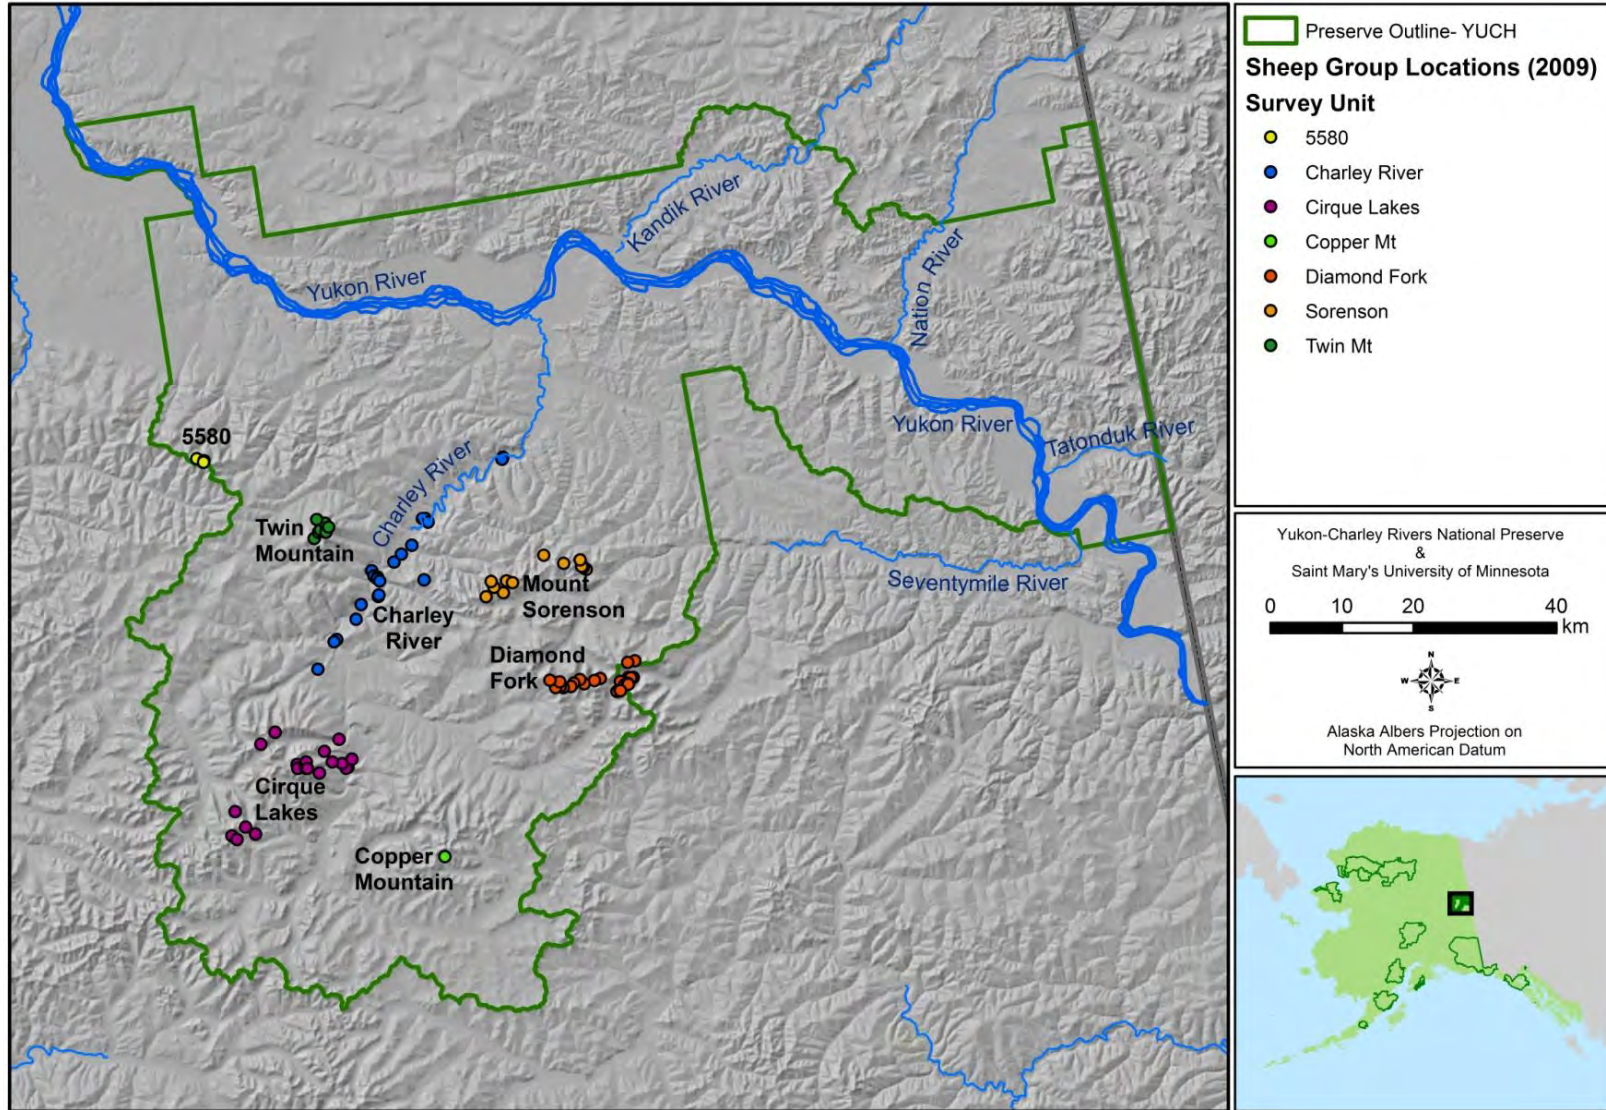 Yukon River
Kandik River
Nation River
Yukon River
Tatonduk River
Charley River
Seventymile River
5580
Twin
Mountain
Charley
River
Mount
Sorenson
Diamond
Fork
Cirque
Lakes
Copper
Mountain
Preserve Outline- YUCH
Sheep Group Locations (2009)
Survey Unit
5580
Charley River
Cirque Lakes
Copper Mt
Diamond Fork
Sorenson
Twin Mt
Yukon-Charley Rivers National Preserve
&
Saint Mary's University of Minnesota
0 10 20 40
km
N
W E
S
Alaska Albers Projection on
North American Datum